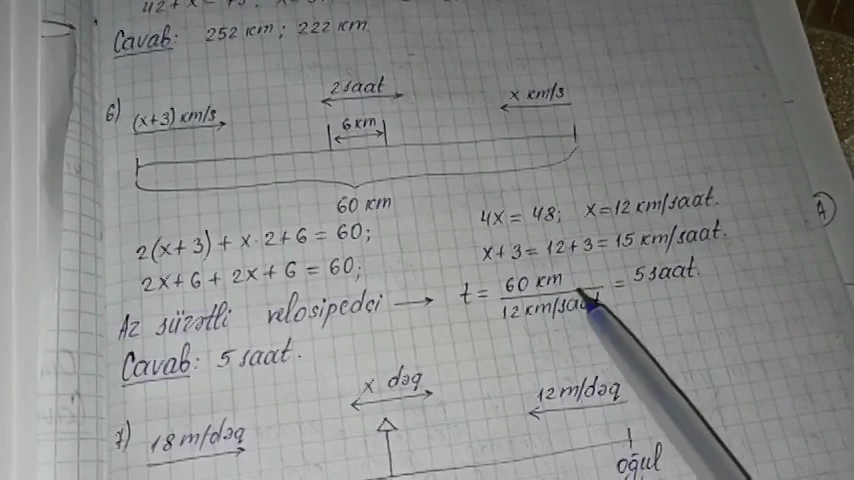 42 + x =
Cavab: 252 km; 222 km.
6) (x+3) km/s 2 saat x km/s
6 km
60 km
2(x+3) + x·2 + 6 = 60;
2x + 6 + 2x + 6 = 60;
4x = 48; x = 12 km/saat.
x + 3 = 12 + 3 = 15 km/saat.
Az sürətli velosipedçi → t = 60 km / 12 km/saat = 5 saat.
Cavab: 5 saat.
A
7) 18 m/dəq x dəq 12 m/dəq
oğul